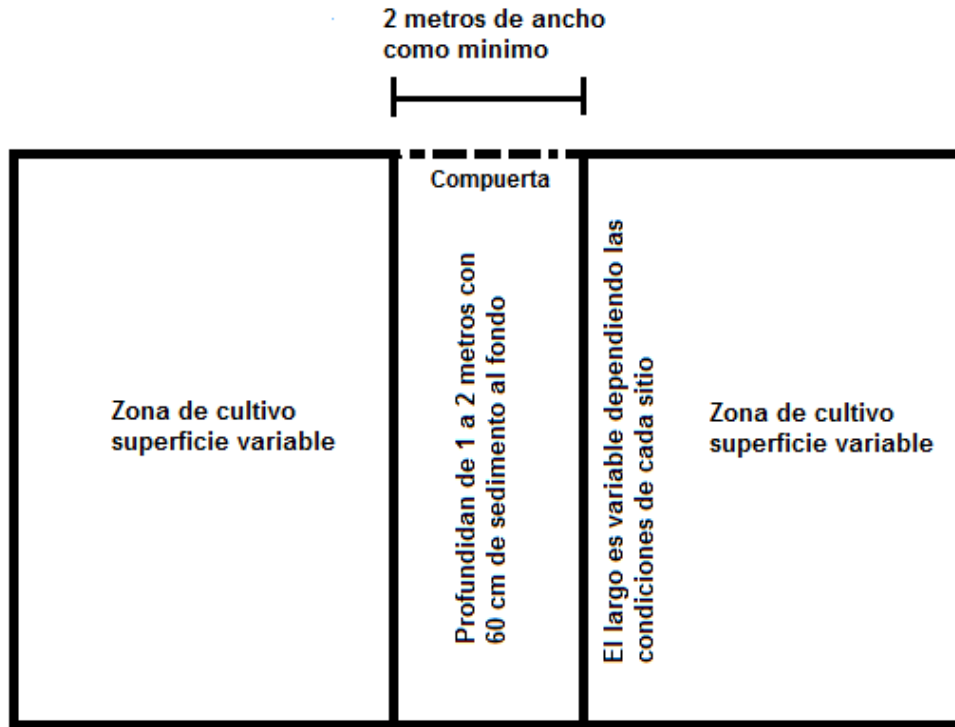 2 metros de ancho
como minimo
Compuerta
Zona de cultivo
superficie variable
Profundidan de 1 a 2 metros con
60 cm de sedimento al fondo
El largo es variable dependiendo las
condiciones de cada sitio
Zona de cultivo
superficie variable